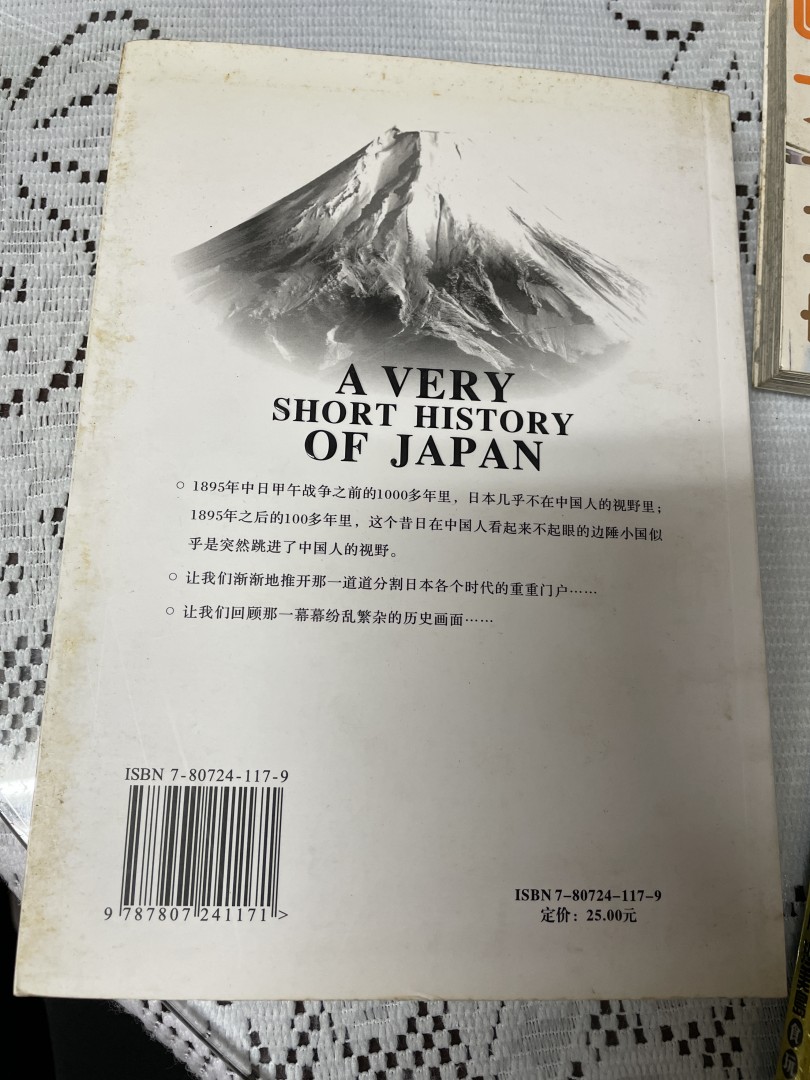 A VERY
SHORT HISTORY
OF JAPAN
○ 1895年中日甲午战争之前的1000多年里，日本几乎不在中国人的视野里；
1895年之后的100多年里，这个昔日在中国人看起来不起眼的边陲小国似
乎是突然跳进了中国人的视野。
○ 让我们渐渐地推开那一道道分割日本各个时代的重重门户……
○ 让我们回顾那一幕幕纷乱繁杂的历史画面……
ISBN 7-80724-117-9
9 787807 241171 >
ISBN 7-80724-117-9
定价：25.00元